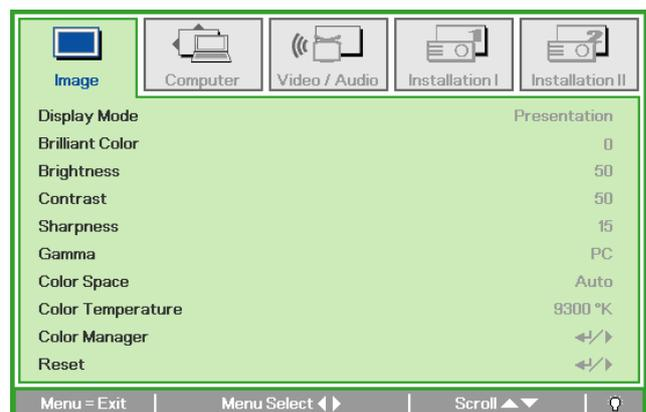 Image Computer Video / Audio Installation I Installation II
Display Mode Presentation
Brilliant Color 0
Brightness 50
Contrast 50
Sharpness 15
Gamma PC
Color Space Auto
Color Temperature 9300 °K
Color Manager ↵/▶
Reset ↵/▶
Menu = Exit Menu Select ◀▶ Scroll ▲▼